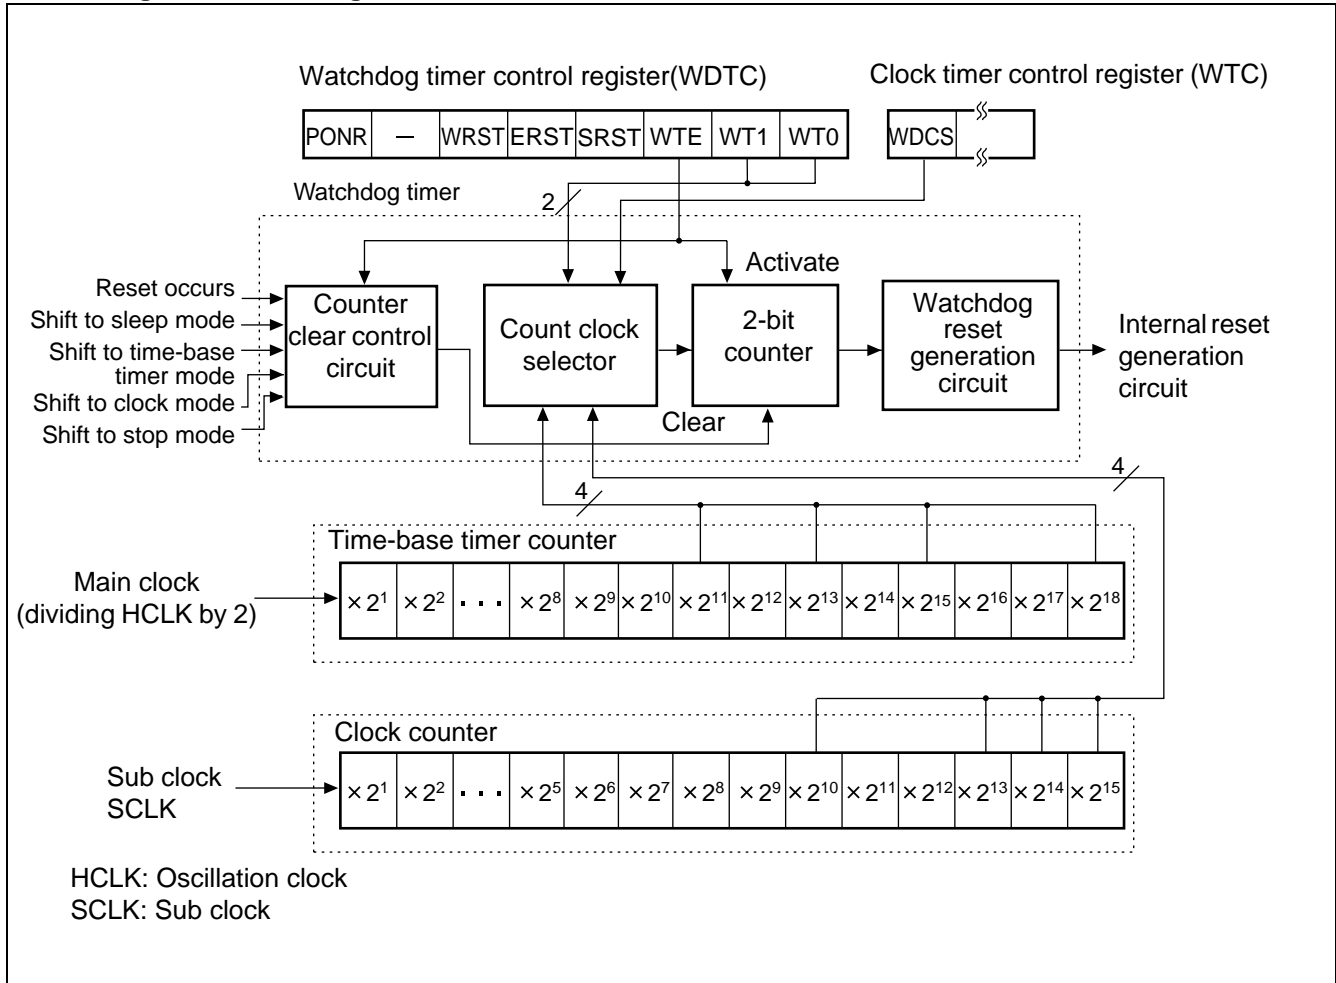 Watchdog timer control register(WDTC)
Clock timer control register (WTC)
PONR — WRST ERST SRST WTE WT1 WT0
WDCS
Watchdog timer
2
Activate
Reset occurs
Shift to sleep mode
Shift to time-base
timer mode
Shift to clock mode
Shift to stop mode
Counter
clear control
circuit
Count clock
selector
2-bit
counter
Watchdog
reset
generation
circuit
Internal reset
generation
circuit
Clear
4
4
Time-base timer counter
Main clock
(dividing HCLK by 2)
×2¹ ×2² · · · ×2⁸ ×2⁹ ×2¹⁰ ×2¹¹ ×2¹² ×2¹³ ×2¹⁴ ×2¹⁵ ×2¹⁶ ×2¹⁷ ×2¹⁸
Clock counter
Sub clock
SCLK
×2¹ ×2² · · · ×2⁵ ×2⁶ ×2⁷ ×2⁸ ×2⁹ ×2¹⁰ ×2¹¹ ×2¹² ×2¹³ ×2¹⁴ ×2¹⁵
HCLK: Oscillation clock
SCLK: Sub clock